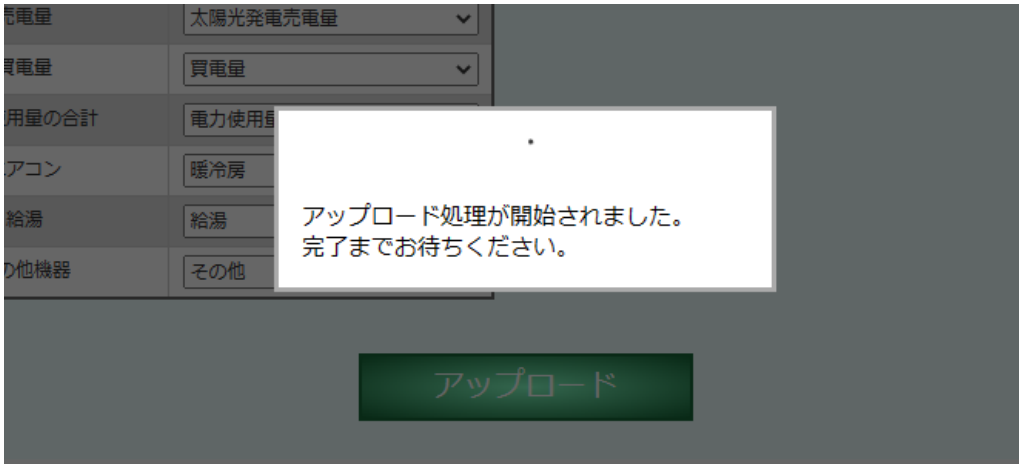 売電量 太陽光発電売電量
買電量 買電量
用量の合計 電力使用量
アコン 暖冷房
給湯 給湯
の他機器 その他
アップロード処理が開始されました。
完了までお待ちください。
アップロード